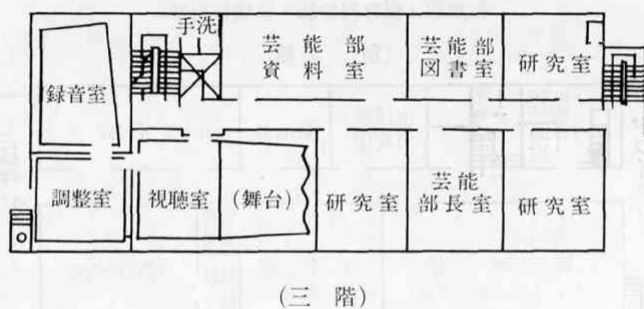 手洗
芸能部
資料室
芸能部
図書室
研究室
録音室
調整室
視聴室
(舞台)
研究室
芸能
部長室
研究室
(三階)